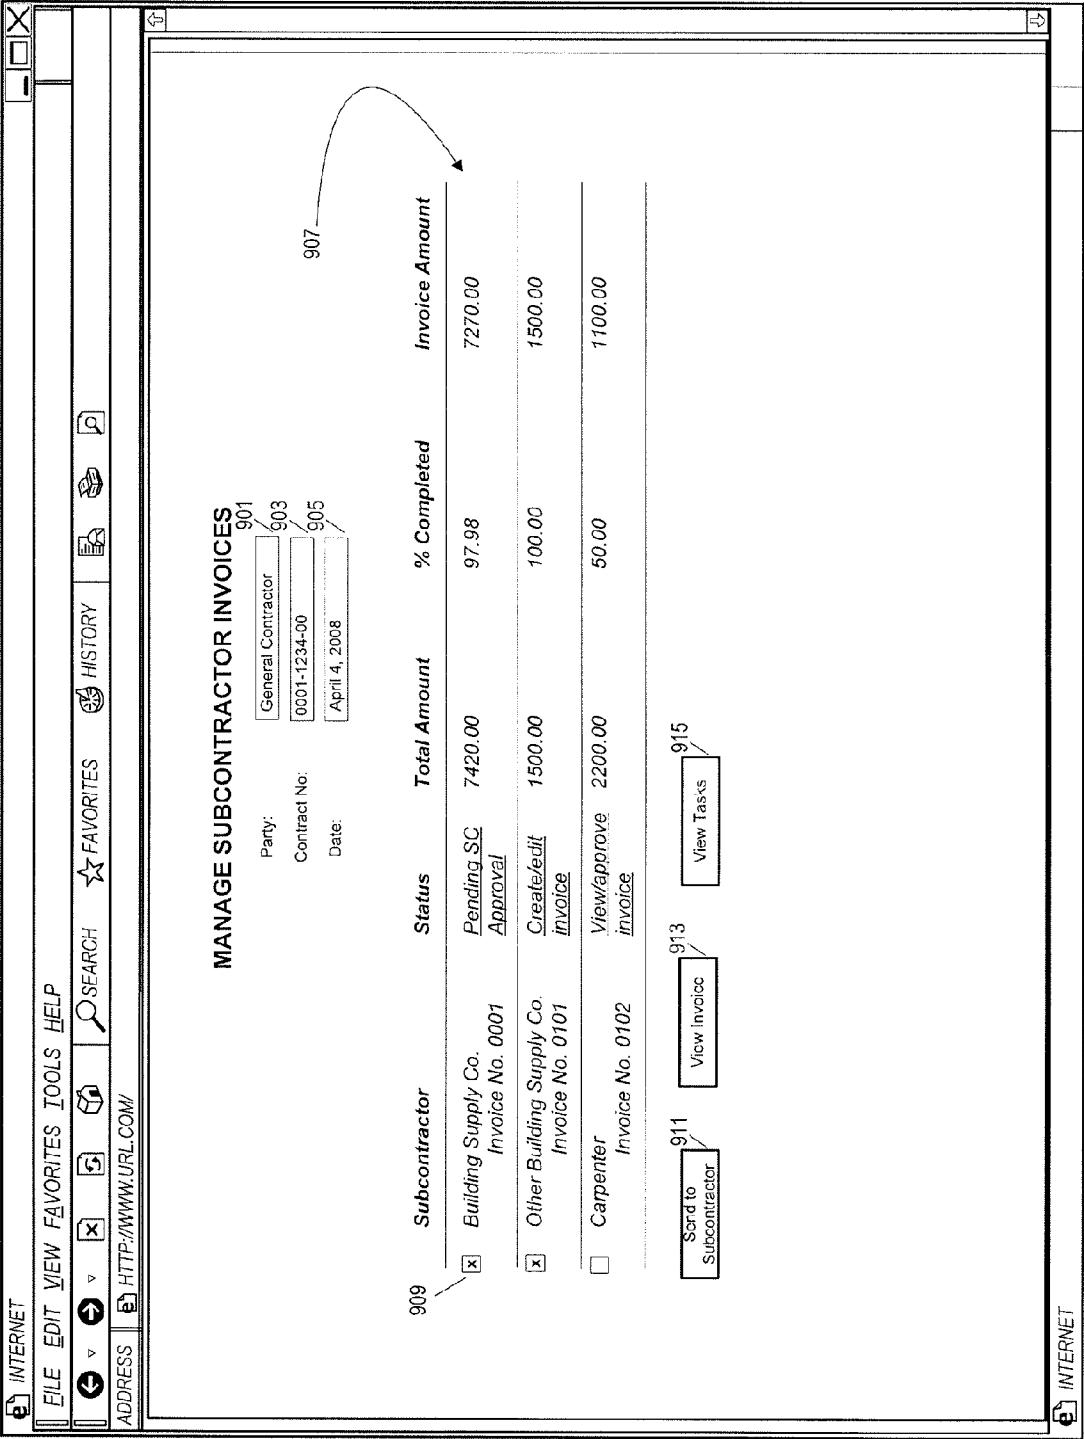 INTERNET
FILE EDIT VIEW FAVORITES TOOLS HELP
SEARCH FAVORITES HISTORY
ADDRESS HTTP://WWW.URL.COM/
MANAGE SUBCONTRACTOR INVOICES
Party: General Contractor 901
Contract No: 0001-1234-00 903
Date: April 4, 2008 905
907
Subcontractor Status Total Amount % Completed Invoice Amount
909 x Building Supply Co. Pending SC 7420.00 97.98 7270.00
Invoice No. 0001 Approval
x Other Building Supply Co. Create/edit 1500.00 100.00 1500.00
Invoice No. 0101 invoice
Carpenter View/approve 2200.00 50.00 1100.00
Invoice No. 0102 invoice
911 913 915
Send to
Subcontractor View Invoice View Tasks
INTERNET